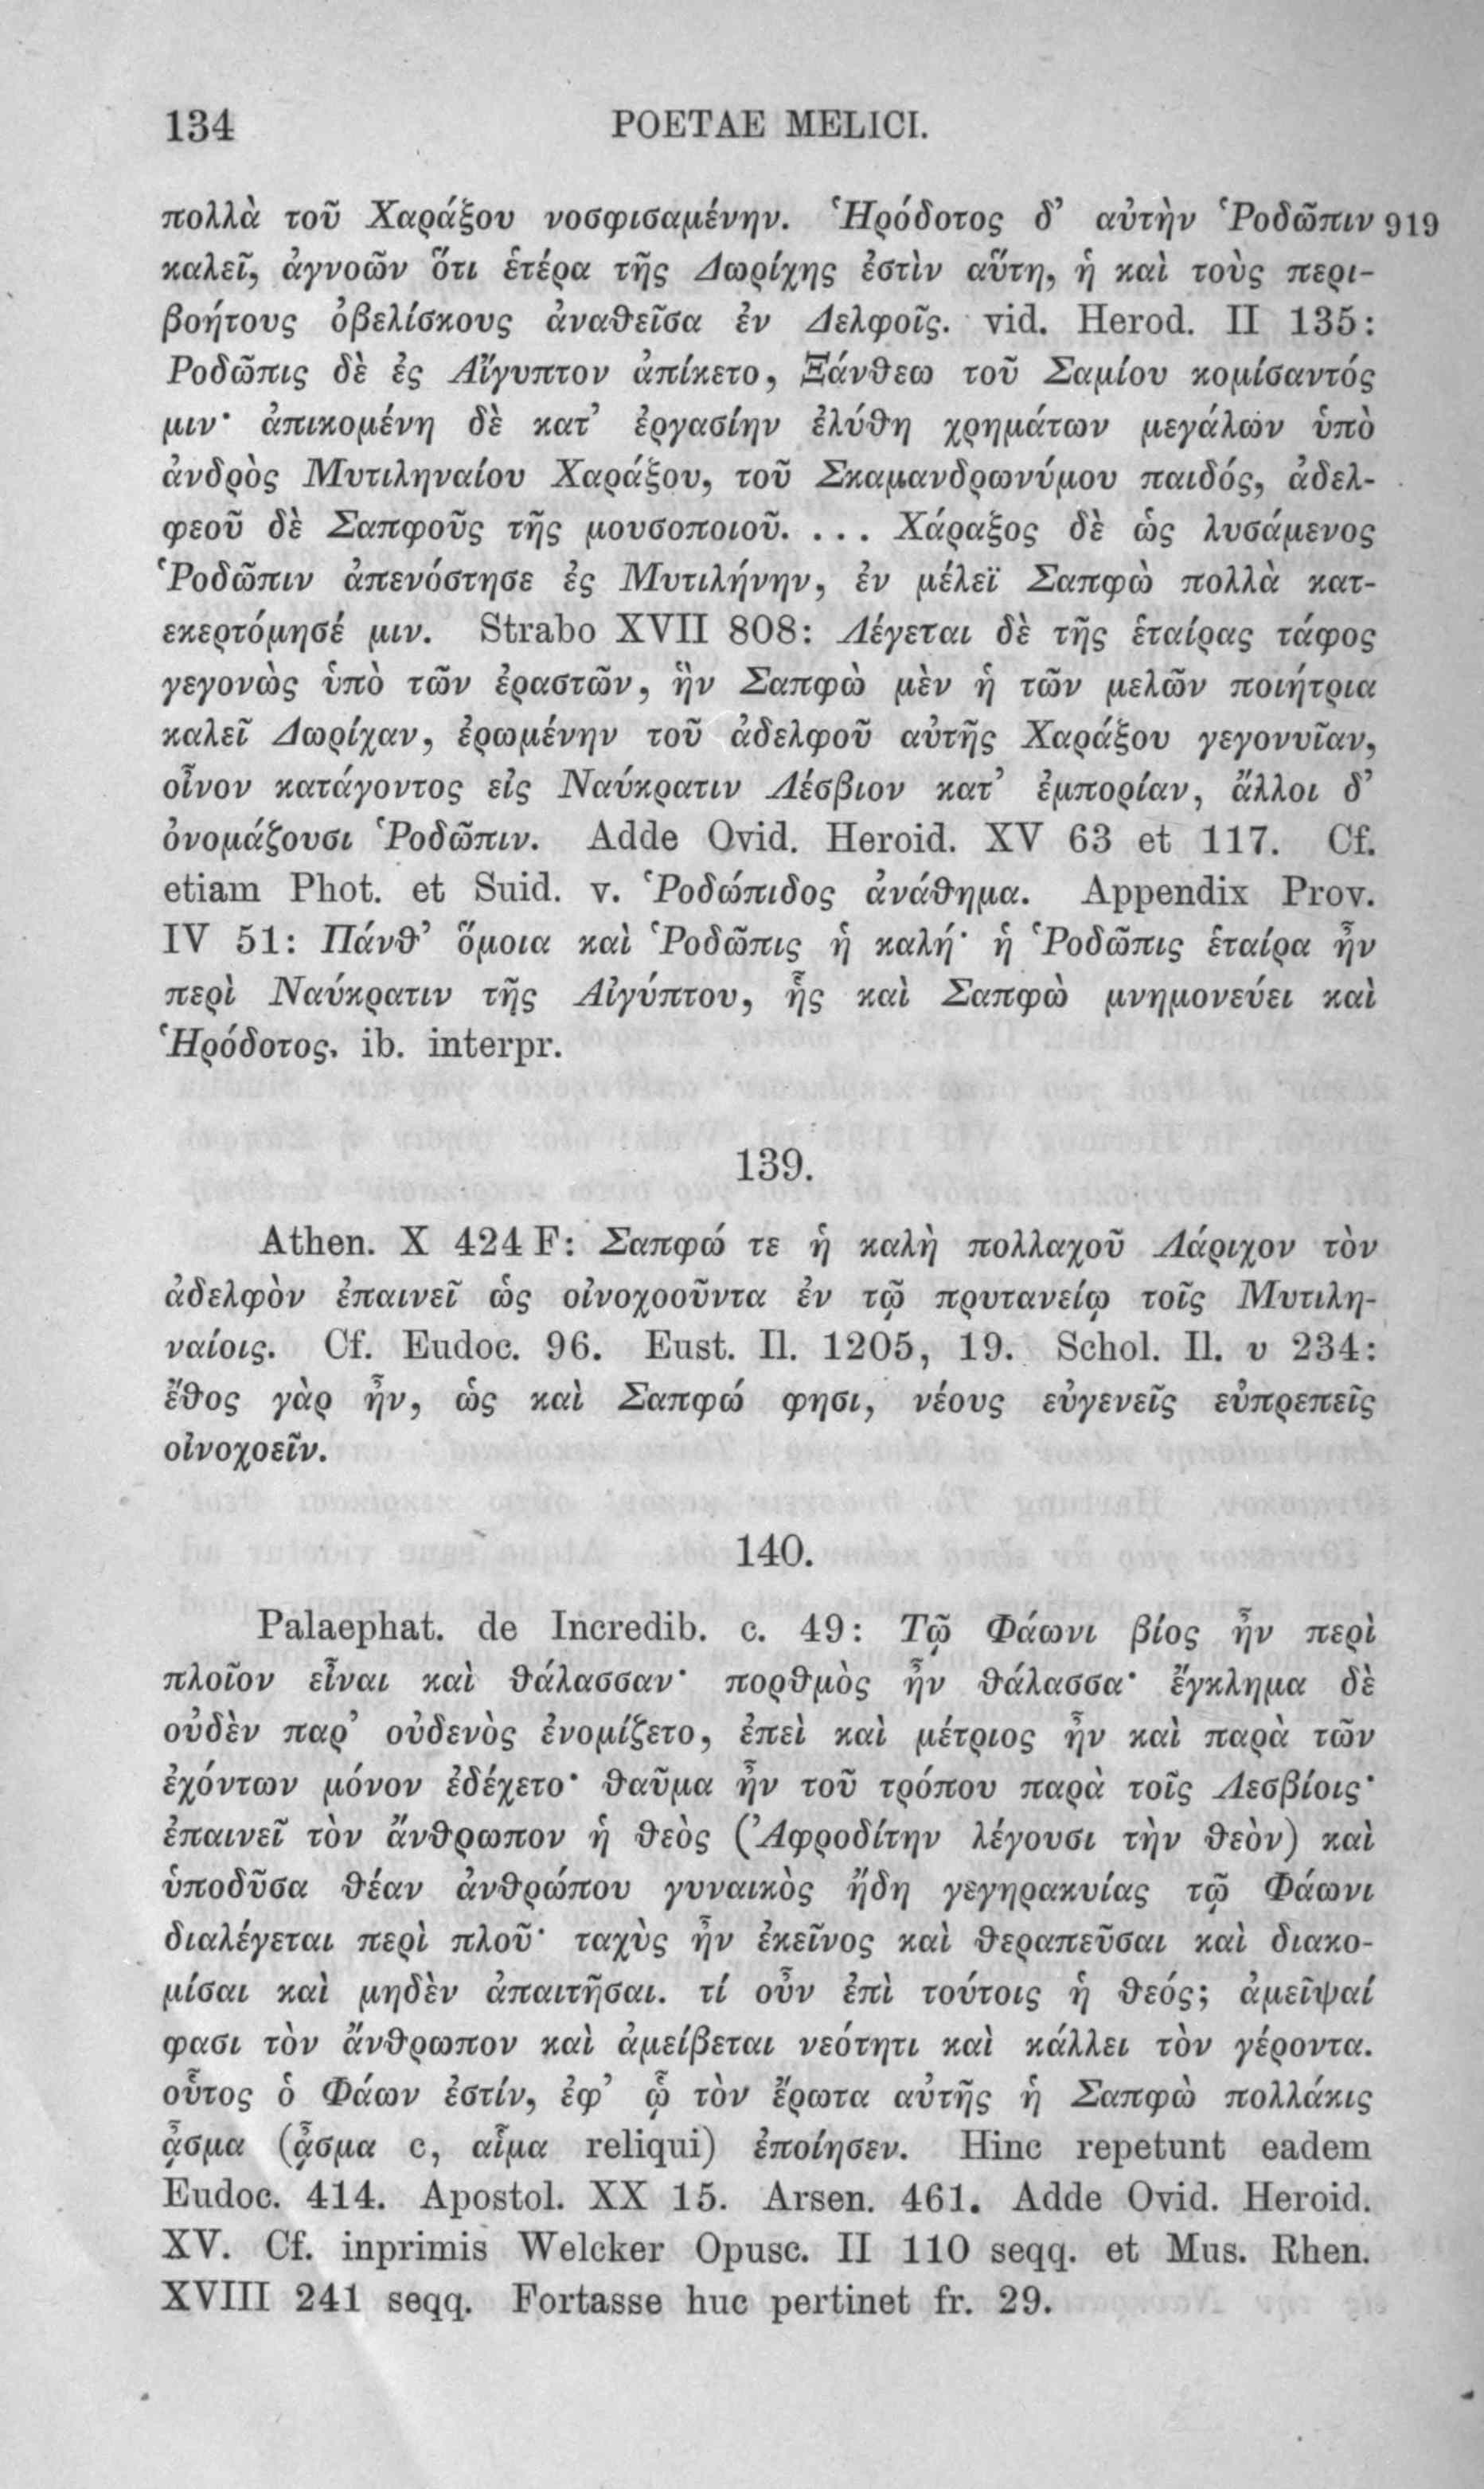 134 POETAE MELICI.
πολλὰ τοῦ Χαράξου νοσφισαμένην. Ἡρόδοτος δ’ αὐτὴν Ῥοδῶπιν 919
καλεῖ, ἀγνοῶν ὅτι ἑτέρα τῆς Δωρίχης ἐστὶν αὕτη, ἡ καὶ τοὺς περι-
βοήτους ὀβελίσκους ἀναθεῖσα ἐν Δελφοῖς. vid. Herod. II 135:
Ροδῶπις δὲ ἐς Αἴγυπτον ἀπίκετο, Ξάνθεω τοῦ Σαμίου κομίσαντός
μιν· ἀπικομένη δὲ κατ’ ἐργασίην ἐλύθη χρημάτων μεγάλων ὑπὸ
ἀνδρὸς Μυτιληναίου Χαράξου, τοῦ Σκαμανδρωνύμου παιδός, ἀδελ-
φεοῦ δὲ Σαπφοῦς τῆς μουσοποιοῦ. ... Χάραξος δὲ ὡς λυσάμενος
Ῥοδῶπιν ἀπενόστησε ἐς Μυτιλήνην, ἐν μέλεϊ Σαπφὼ πολλὰ κατ-
εκερτόμησέ μιν. Strabo XVII 808: Λέγεται δὲ τῆς ἑταίρας τάφος
γεγονὼς ὑπὸ τῶν ἐραστῶν, ἣν Σαπφὼ μὲν ἡ τῶν μελῶν ποιήτρια
καλεῖ Δωρίχαν, ἐρωμένην τοῦ ἀδελφοῦ αὐτῆς Χαράξου γεγονυῖαν,
οἶνον κατάγοντος εἰς Ναύκρατιν Λέσβιον κατ’ ἐμπορίαν, ἄλλοι δ’
ὀνομάζουσι Ῥοδῶπιν. Adde Ovid. Heroid. XV 63 et 117. Cf.
etiam Phot. et Suid. v. Ῥοδώπιδος ἀνάθημα. Appendix Prov.
IV 51: Πάνθ’ ὅμοια καὶ Ῥοδῶπις ἡ καλή· ἡ Ῥοδῶπις ἑταίρα ἦν
περὶ Ναύκρατιν τῆς Αἰγύπτου, ἧς καὶ Σαπφὼ μνημονεύει καὶ
Ἡρόδοτος. ib. interpr.
139.
Athen. X 424 F: Σαπφώ τε ἡ καλὴ πολλαχοῦ Λάριχον τὸν
ἀδελφὸν ἐπαινεῖ ὡς οἰνοχοοῦντα ἐν τῷ πρυτανείῳ τοῖς Μυτιλη-
ναίοις. Cf. Eudoc. 96. Eust. Il. 1205, 19. Schol. Il. υ 234:
ἔθος γὰρ ἦν, ὡς καὶ Σαπφώ φησι, νέους εὐγενεῖς εὐπρεπεῖς
οἰνοχοεῖν.
140.
Palaephat. de Incredib. c. 49: Τῷ Φάωνι βίος ἦν περὶ
πλοῖον εἶναι καὶ θάλασσαν· πορθμὸς ἦν θάλασσα· ἔγκλημα δὲ
οὐδὲν παρ’ οὐδενὸς ἐνομίζετο, ἐπεὶ καὶ μέτριος ἦν καὶ παρὰ τῶν
ἐχόντων μόνον ἐδέχετο· θαῦμα ἦν τοῦ τρόπου παρὰ τοῖς Λεσβίοις·
ἐπαινεῖ τὸν ἄνθρωπον ἡ θεὸς (Ἀφροδίτην λέγουσι τὴν θεὸν) καὶ
ὑποδῦσα θέαν ἀνθρώπου γυναικὸς ἤδη γεγηρακυίας τῷ Φάωνι
διαλέγεται περὶ πλοῦ· ταχὺς ἦν ἐκεῖνος καὶ θεραπεῦσαι καὶ διακο-
μίσαι καὶ μηδὲν ἀπαιτῆσαι. τί οὖν ἐπὶ τούτοις ἡ θεός; ἀμεῖψαί
φασι τὸν ἄνθρωπον καὶ ἀμείβεται νεότητι καὶ κάλλει τὸν γέροντα.
οὗτος ὁ Φάων ἐστίν, ἐφ’ ᾧ τὸν ἔρωτα αὐτῆς ἡ Σαπφὼ πολλάκις
ᾆσμα (ᾆσμα c, αἷμα reliqui) ἐποίησεν. Hinc repetunt eadem
Eudoc. 414. Apostol. XX 15. Arsen. 461. Adde Ovid. Heroid.
XV. Cf. inprimis Welcker Opusc. II 110 seqq. et Mus. Rhen.
XVIII 241 seqq. Fortasse huc pertinet fr. 29.